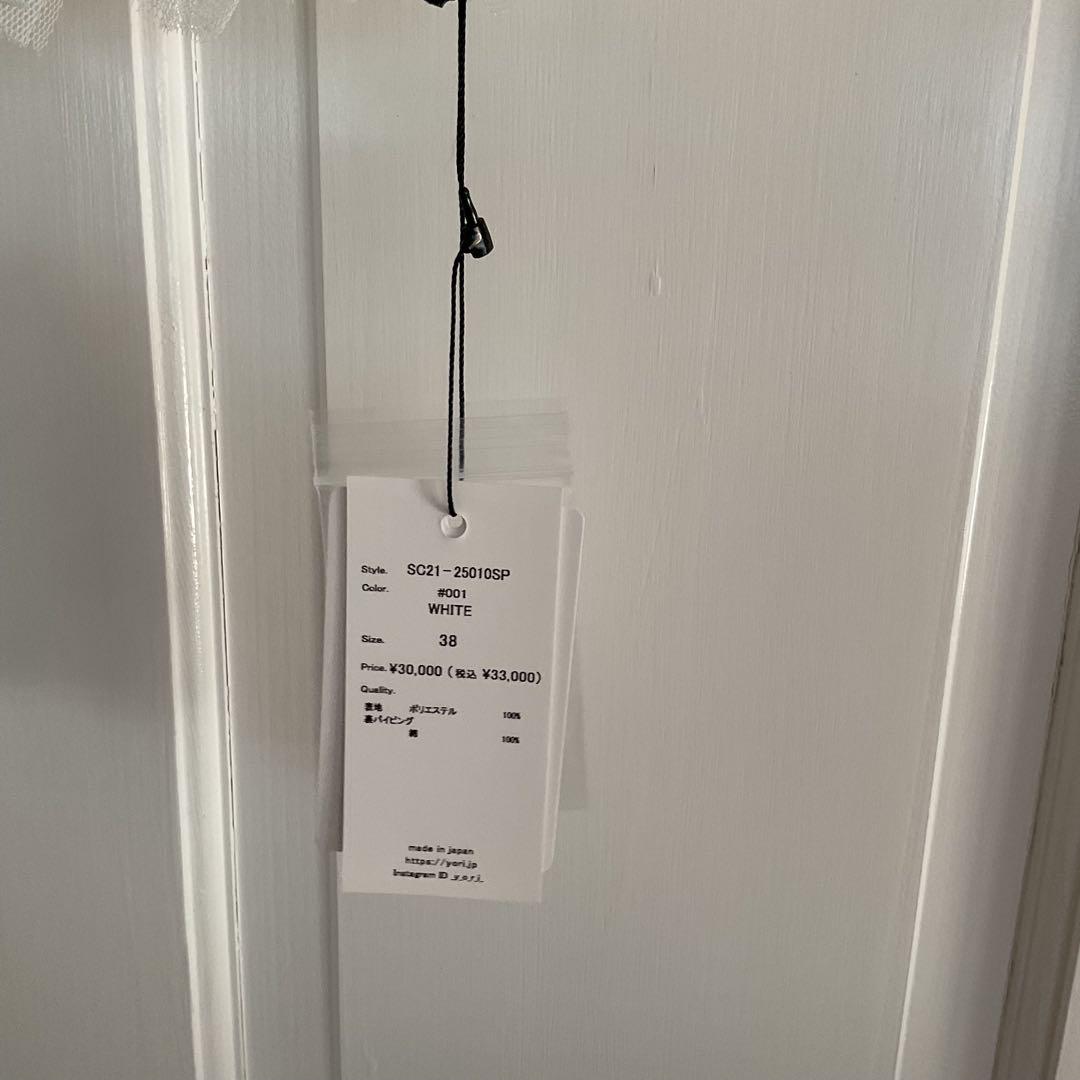 Style. SC21-25010SP
Color. #001
WHITE
Size. 38
Price. ¥30,000 (税込 ¥33,000)
Quality.
表地 ポリエステル 100%
裏パイピング
綿 100%
made in japan
https://yori.jp
Instagram ID _y_o_r_i_